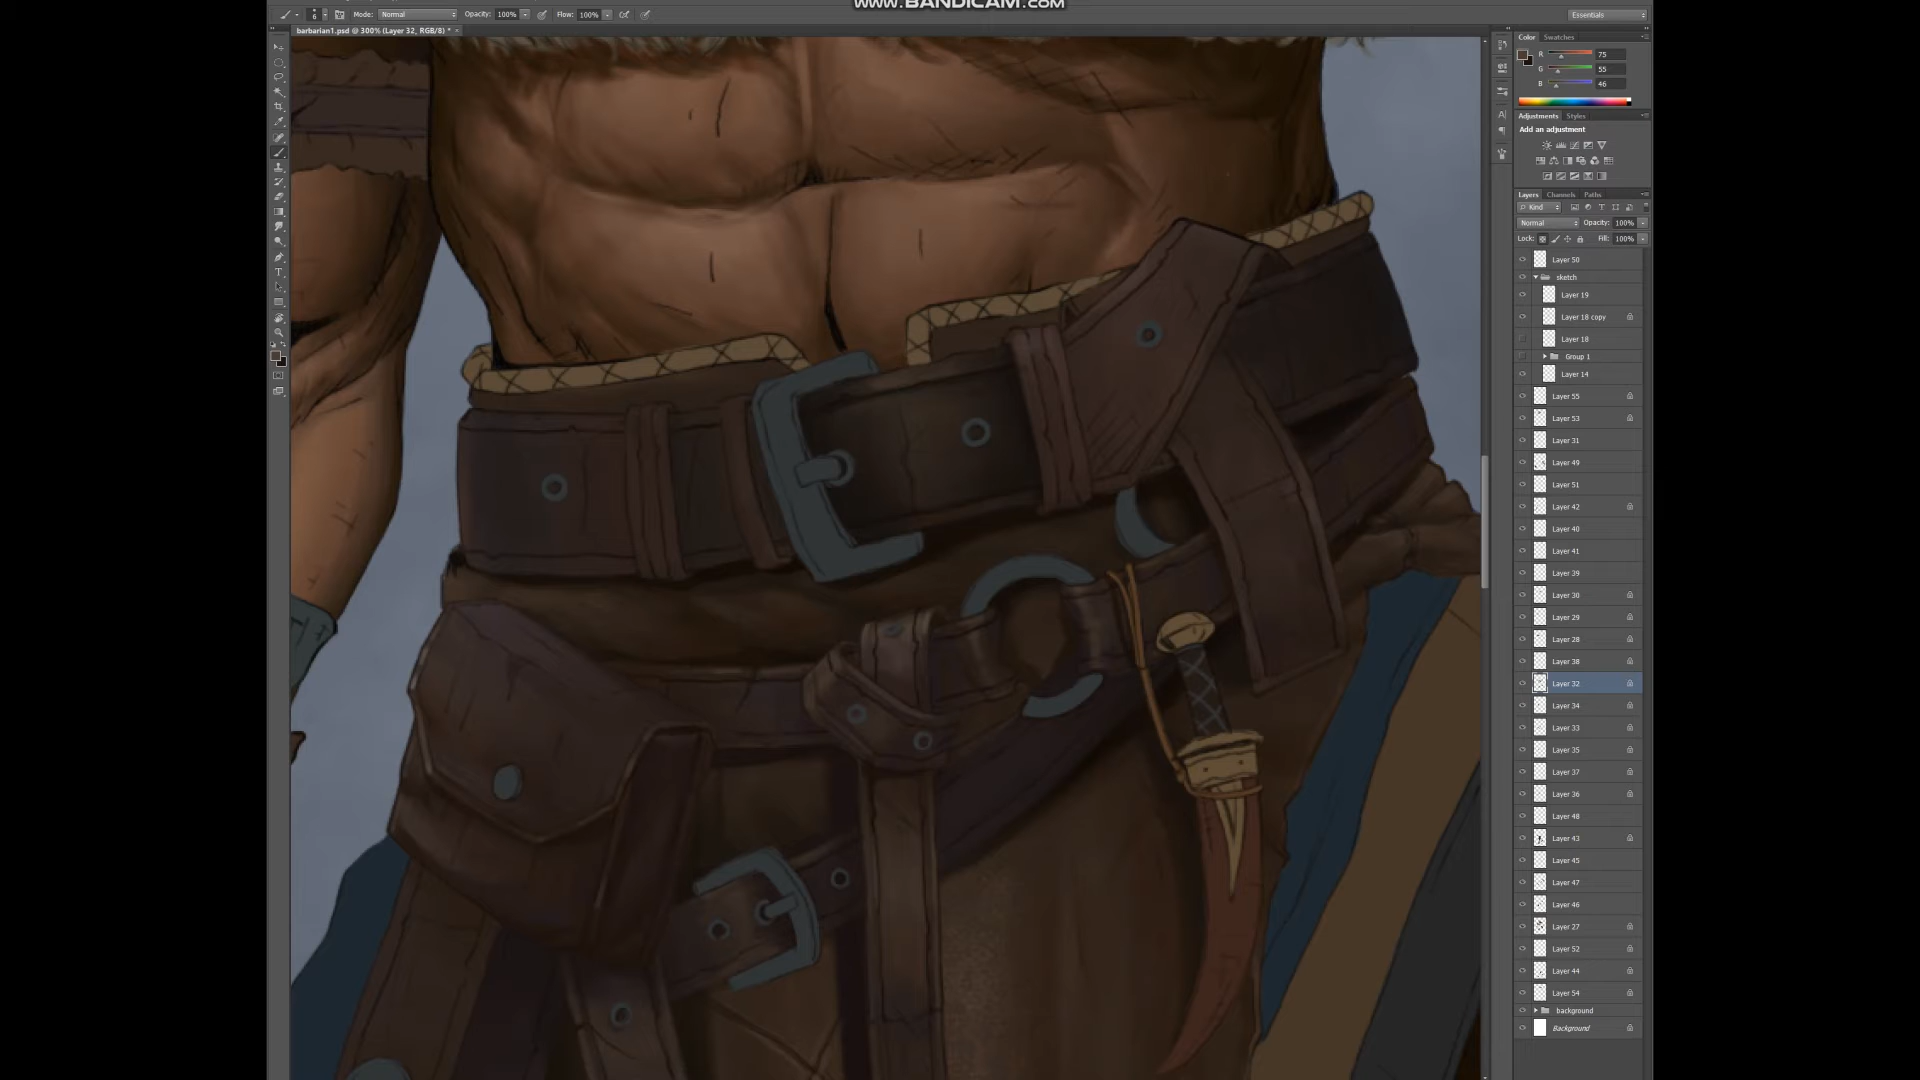 WWW.BANDICAM.COM
6
Mode: Normal
Opacity: 100%
Flow: 100%
Essentials
barbarian1.psd @ 300% (Layer 32, RGB/8) * ×
Color Swatches
R 75
G 55
B 46
Adjustments Styles
Add an adjustment
Layers Channels Paths
Kind
Normal Opacity: 100%
Lock: Fill: 100%
Layer 50
sketch
Layer 19
Layer 18 copy
Layer 18
Group 1
Layer 14
Layer 55
Layer 53
Layer 31
Layer 49
Layer 51
Layer 42
Layer 40
Layer 41
Layer 39
Layer 30
Layer 29
Layer 28
Layer 38
Layer 32
Layer 34
Layer 33
Layer 35
Layer 37
Layer 36
Layer 48
Layer 43
Layer 45
Layer 47
Layer 46
Layer 27
Layer 52
Layer 44
Layer 54
background
Background